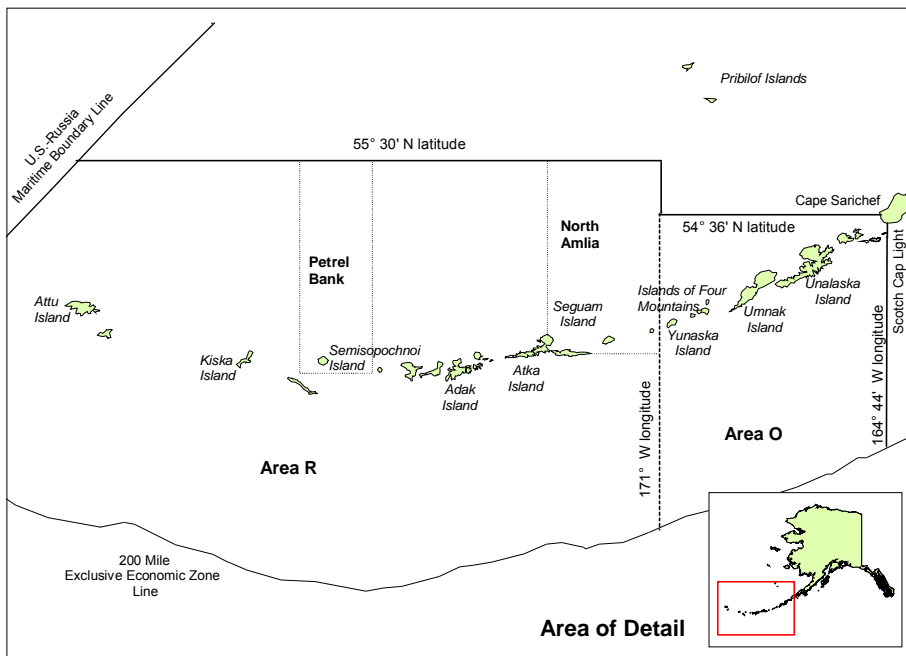 Pribilof Islands
U.S.-Russia
Maritime Boundary Line
55° 30' N latitude
Cape Sarichef
54° 36' N latitude
Scotch Cap Light
164° 44' W longitude
North
Amlia
Petrel
Bank
Attu
Island
Kiska
Island
Semisopochnoi
Island
Adak
Island
Atka
Island
Seguam
Island
Islands of Four
Mountains
Yunaska
Island
Umnak
Island
Unalaska
Island
171° W longitude
Area R
Area O
200 Mile
Exclusive Economic Zone
Line
Area of Detail